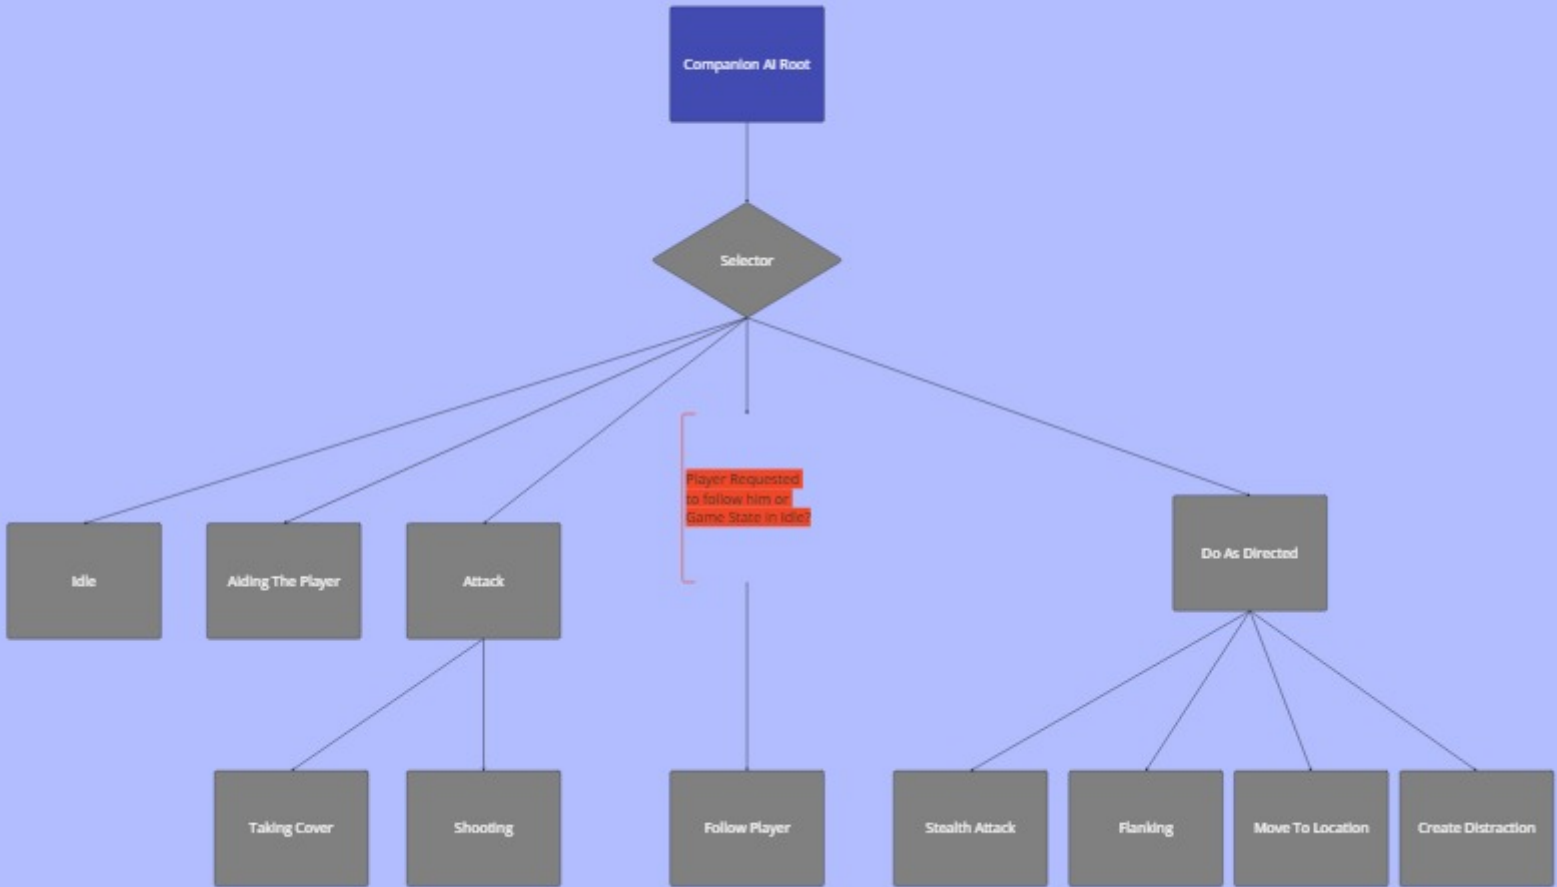 Companion AI Root
Selector
Player Requested
to follow him or
Game State in Idle?
Do As Directed
Idle
Aiding The Player
Attack
Taking Cover
Shooting
Follow Player
Stealth Attack
Flanking
Move To Location
Create Distraction